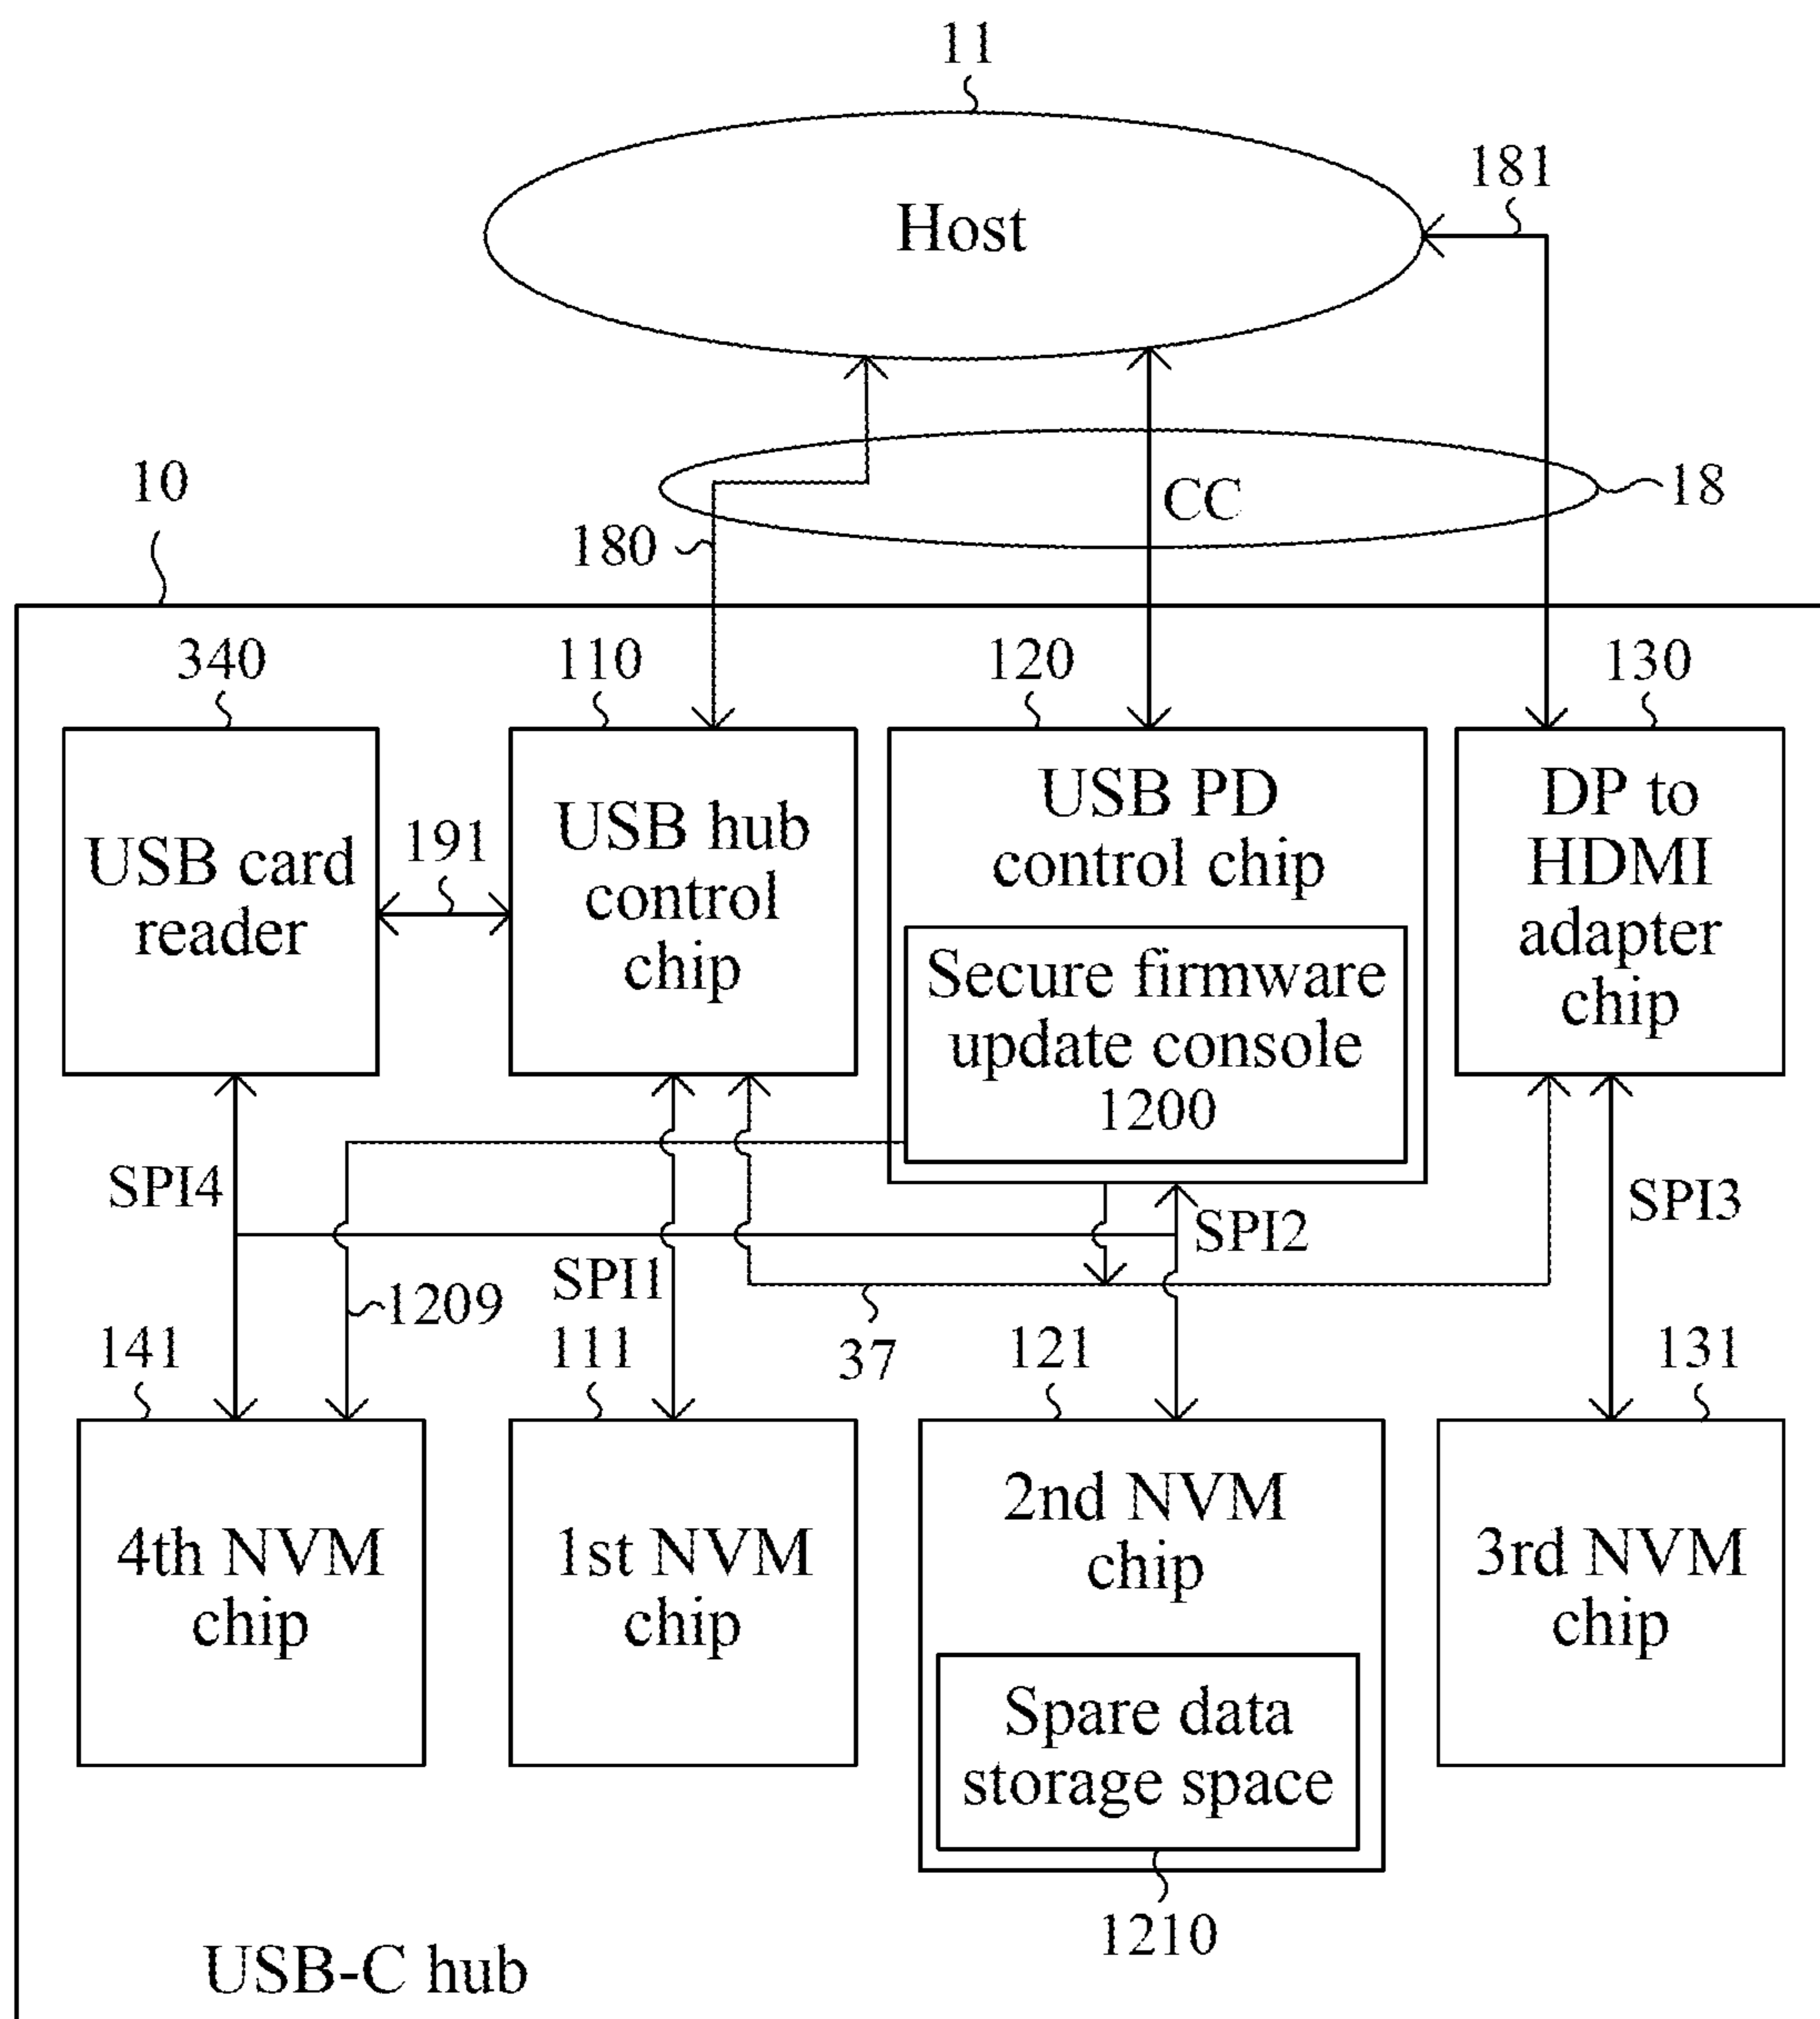 11
181
Host
10
CC
18
180
340
110
120
130
USB card
reader
191
USB hub
control
chip
USB PD
control chip
Secure firmware
update console
1200
DP to
HDMI
adapter
chip
SPI4
SPI1
SPI2
SPI3
1209
37
141
111
121
131
4th NVM
chip
1st NVM
chip
2nd NVM
chip
Spare data
storage space
3rd NVM
chip
1210
USB-C hub